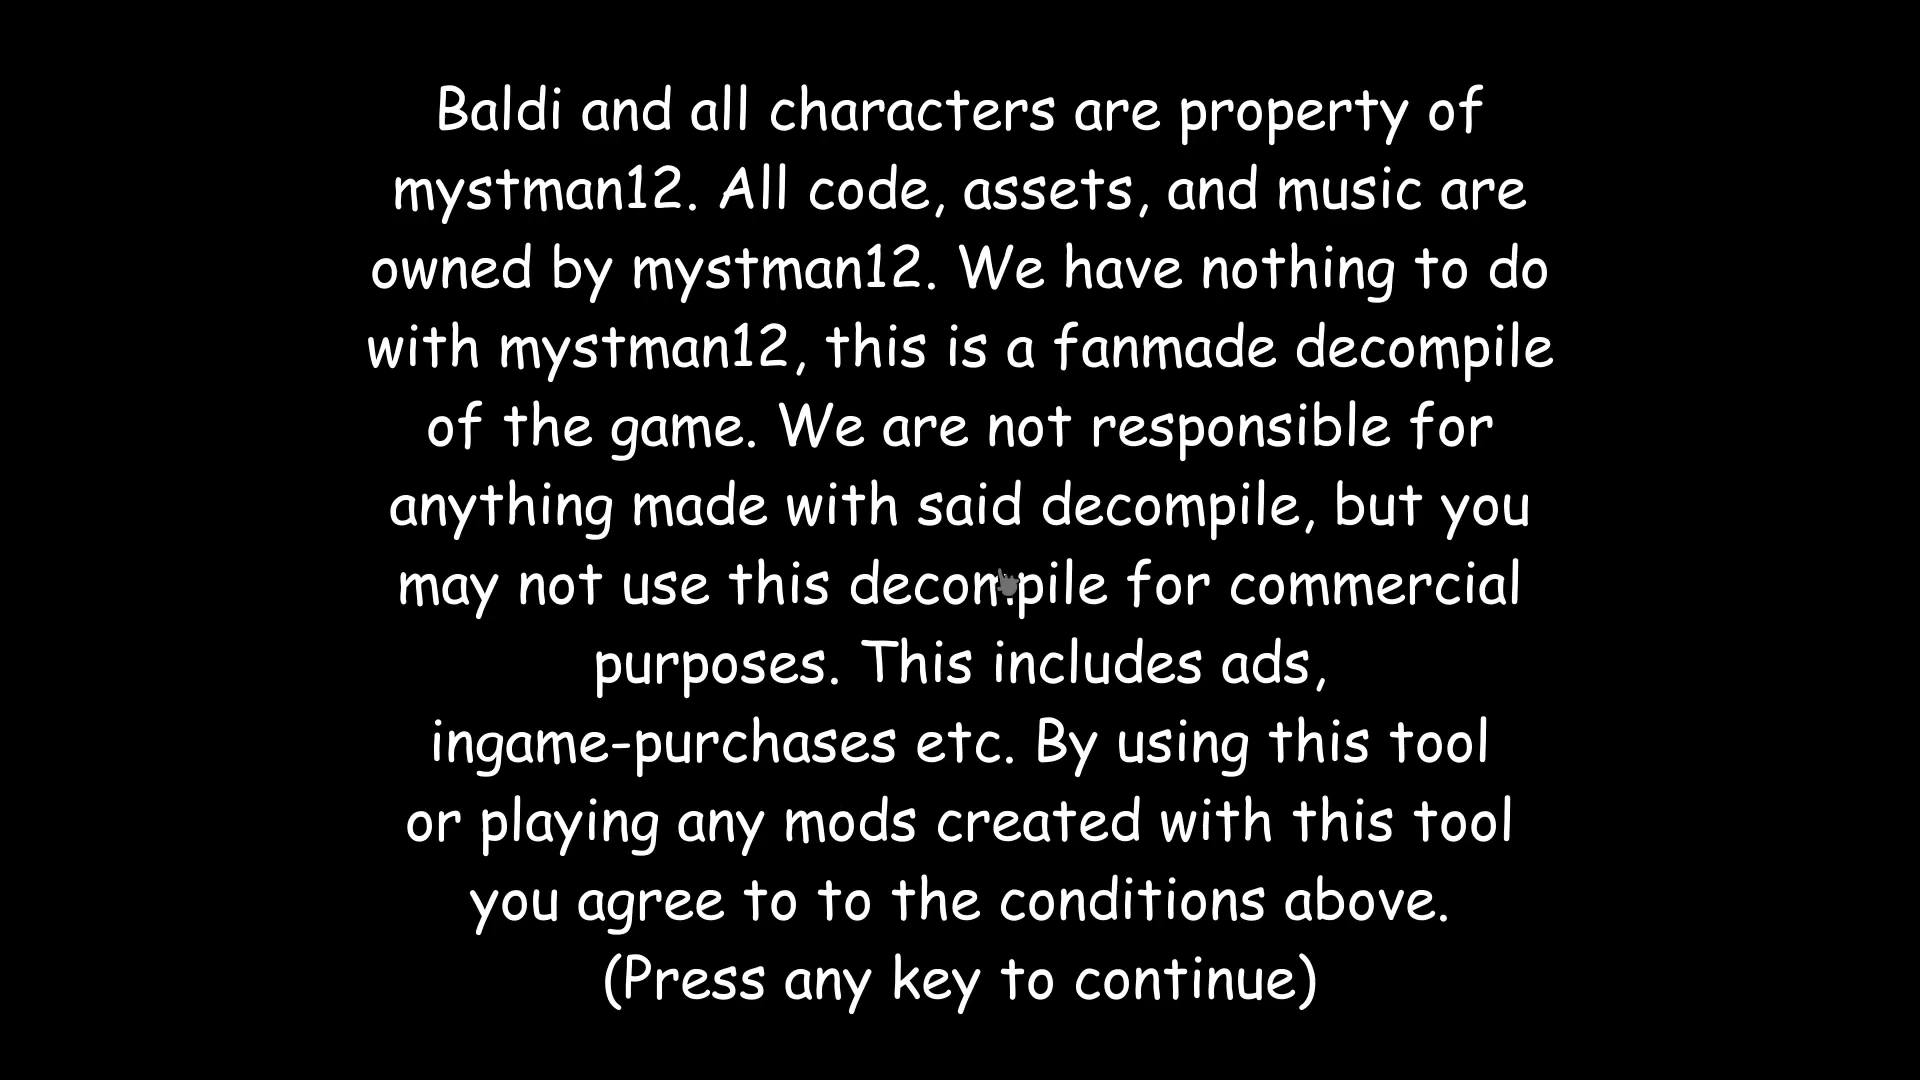 Baldi and all characters are property of
mystman12. All code, assets, and music are
owned by mystman12. We have nothing to do
with mystman12, this is a fanmade decompile
of the game. We are not responsible for
anything made with said decompile, but you
may not use this decompile for commercial
purposes. This includes ads,
ingame-purchases etc. By using this tool
or playing any mods created with this tool
you agree to to the conditions above.
(Press any key to continue)